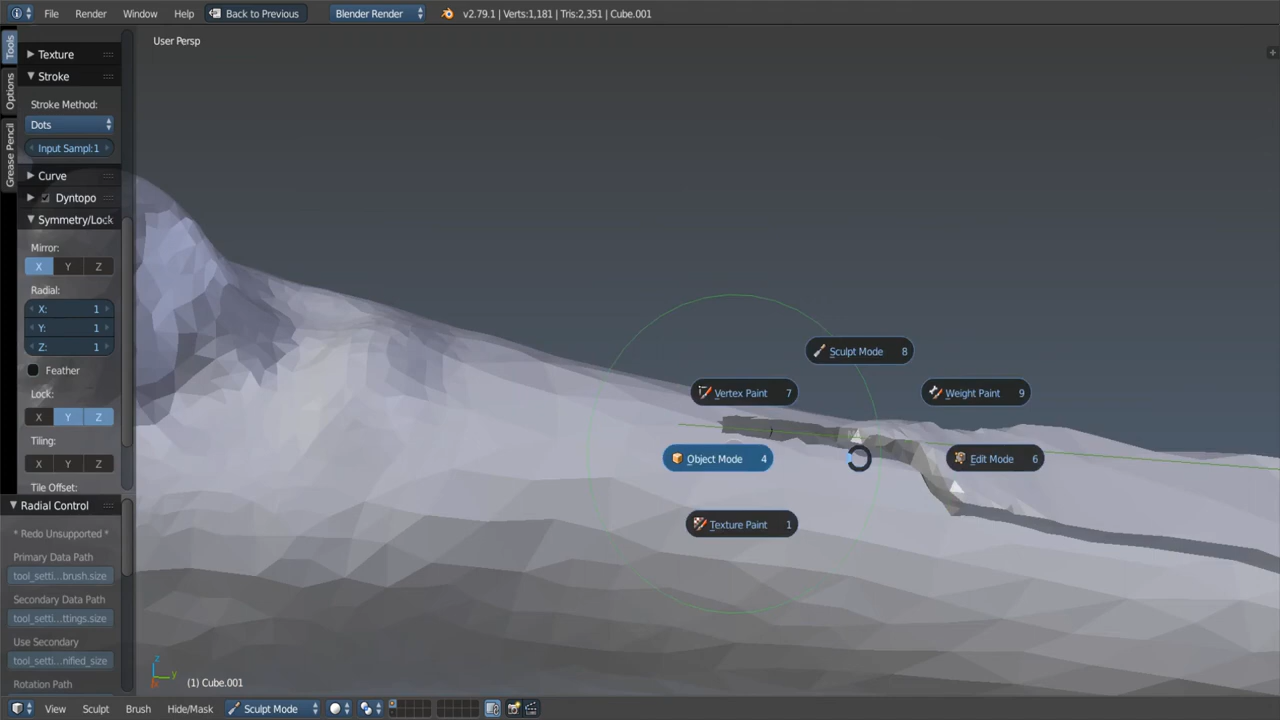 File Render Window Help Back to Previous Blender Render v2.79.1 | Verts:1,181 | Tris:2,351 | Cube.001
User Persp
Tools
Options
Grease Pencil
Texture
Stroke
Stroke Method:
Dots
Input Sampl:1
Curve
Dyntopo
Symmetry/Lock
Mirror:
X Y Z
Radial:
X: 1
Y: 1
Z: 1
Feather
Lock:
X Y Z
Tiling:
X Y Z
Tile Offset:
Radial Control
* Redo Unsupported *
Primary Data Path
tool_setti...brush.size
Secondary Data Path
tool_setti...ttings.size
Use Secondary
tool_setti...nified_size
Rotation Path
Sculpt Mode 8
Vertex Paint 7
Weight Paint 9
Object Mode 4
Edit Mode 6
Texture Paint 1
z
y
(1) Cube.001
View Sculpt Brush Hide/Mask Sculpt Mode